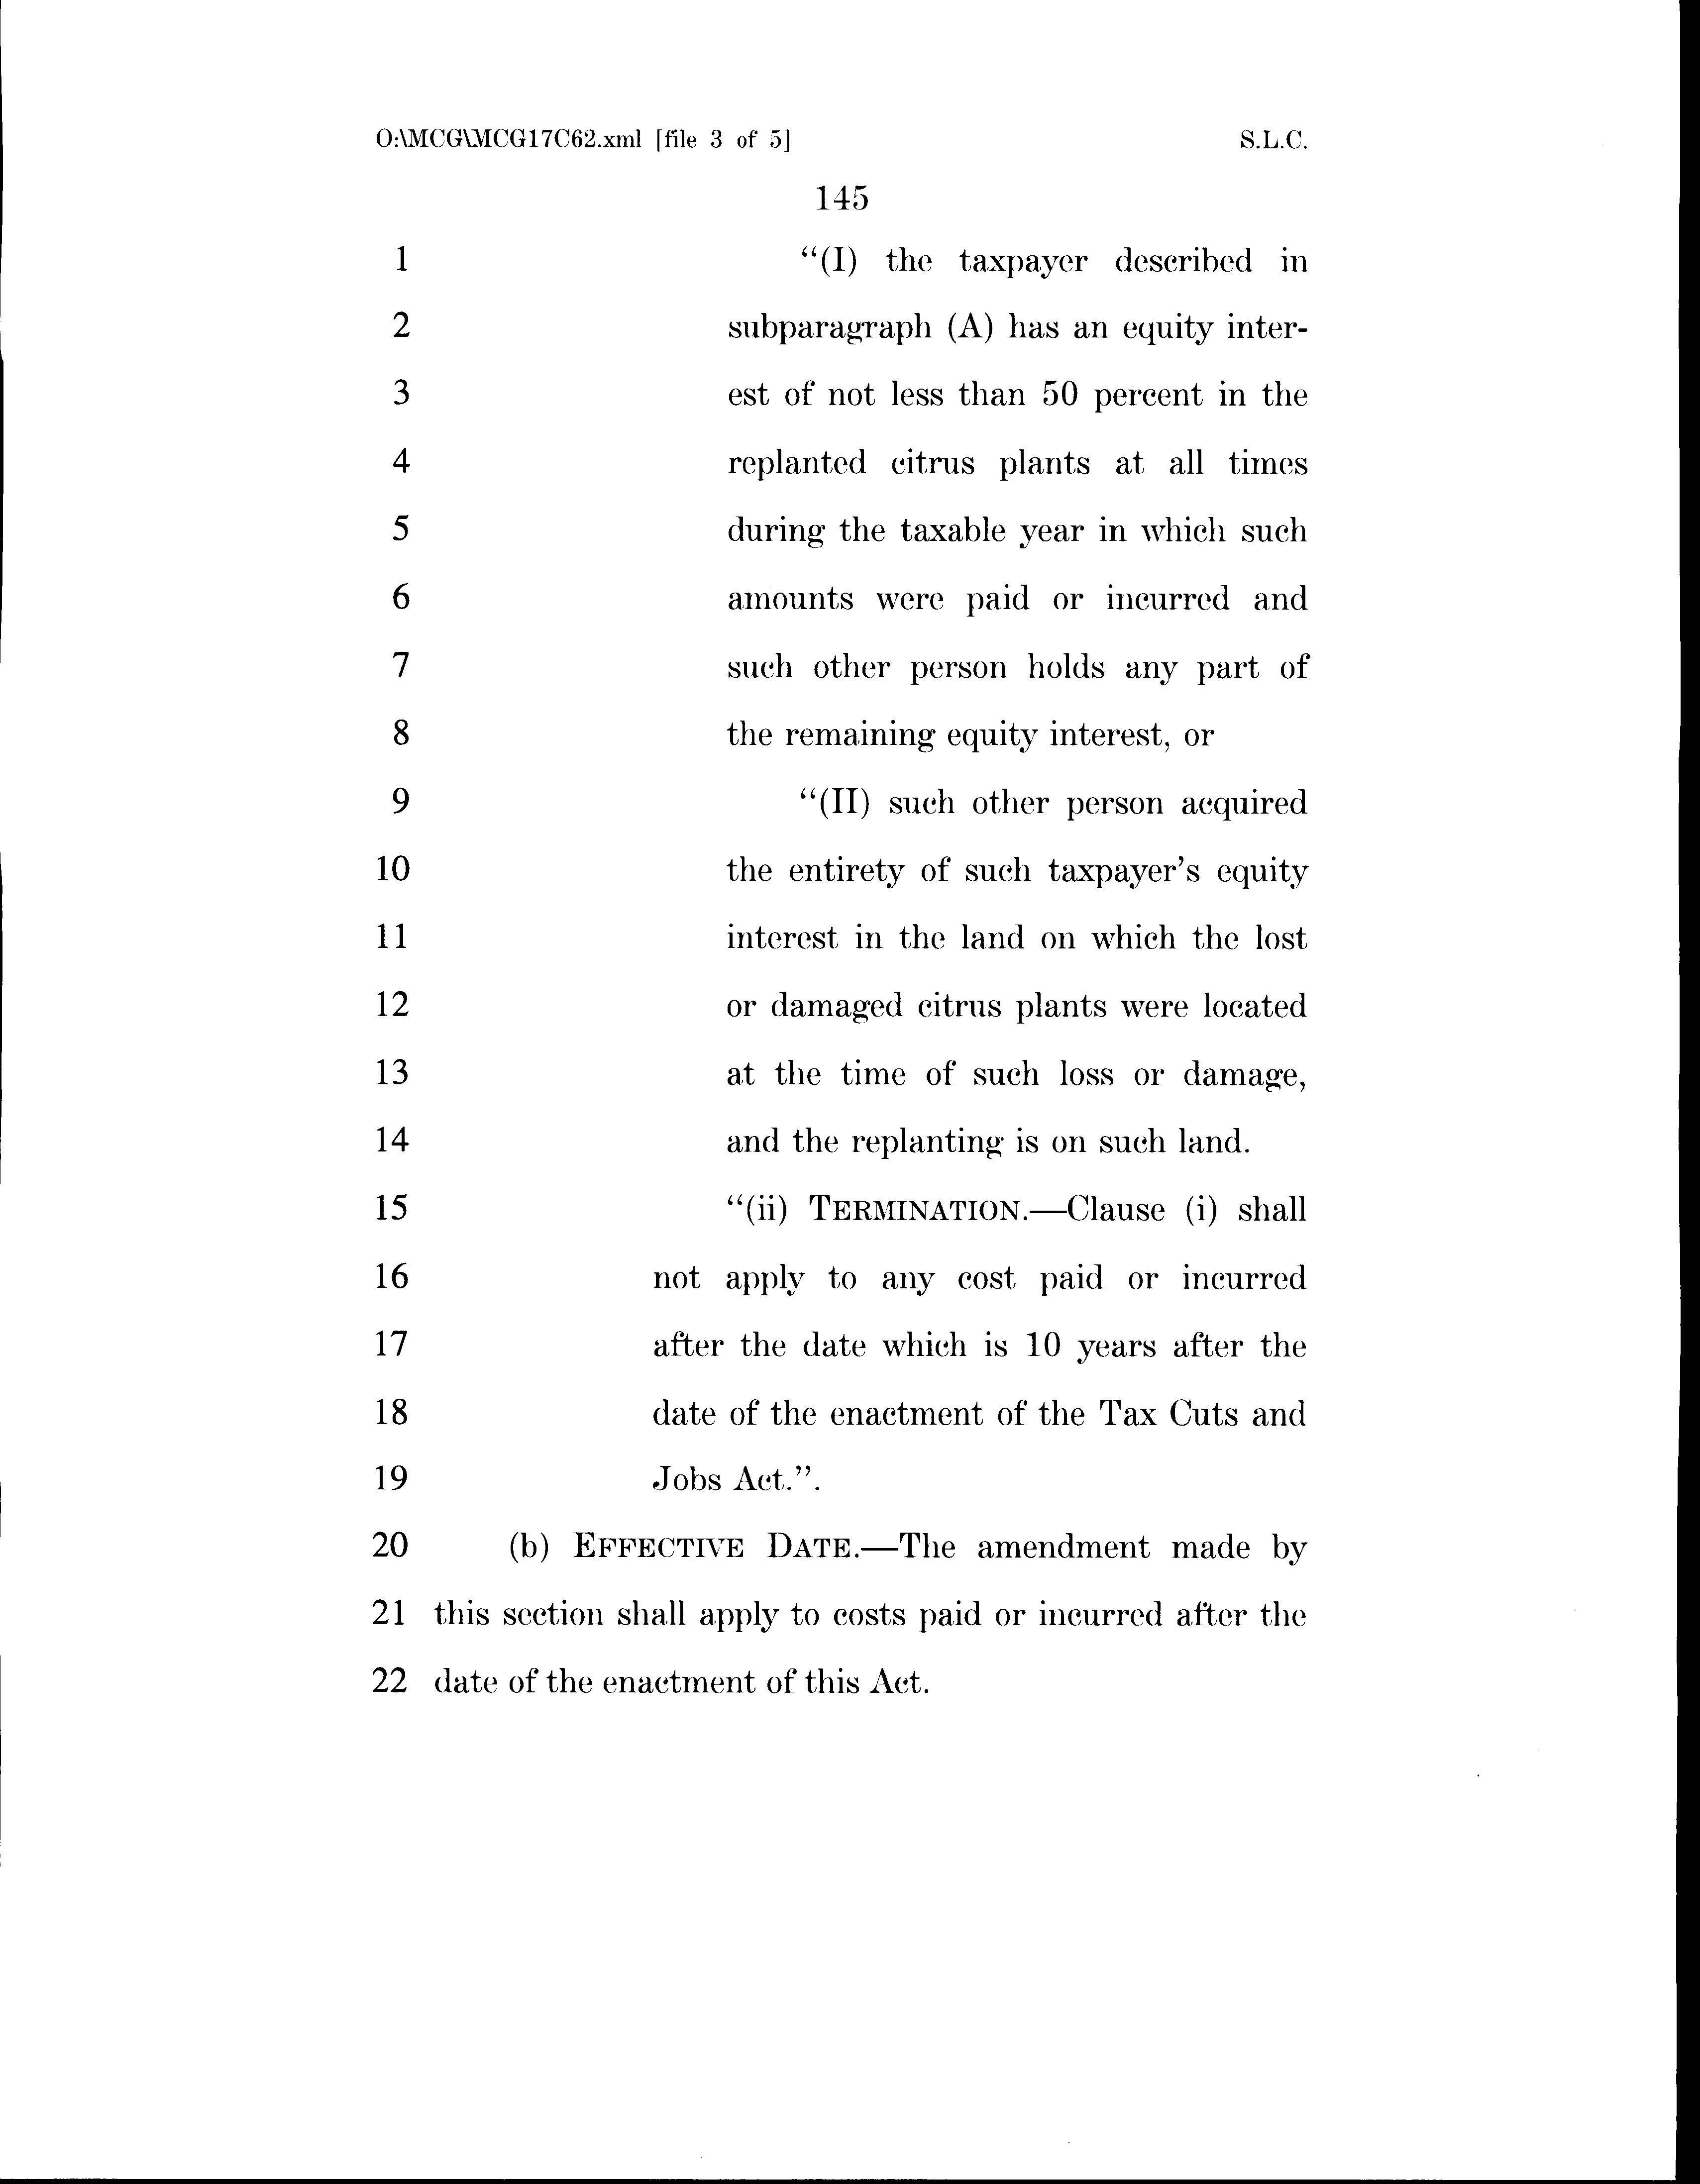 O:\MCG\MCG17C62.xml [file 3 of 5] S.L.C.
145
1 “(I) the taxpayer described in
2 subparagraph (A) has an equity inter-
3 est of not less than 50 percent in the
4 replanted citrus plants at all times
5 during the taxable year in which such
6 amounts were paid or incurred and
7 such other person holds any part of
8 the remaining equity interest, or
9 “(II) such other person acquired
10 the entirety of such taxpayer’s equity
11 interest in the land on which the lost
12 or damaged citrus plants were located
13 at the time of such loss or damage,
14 and the replanting is on such land.
15 “(ii) TERMINATION.—Clause (i) shall
16 not apply to any cost paid or incurred
17 after the date which is 10 years after the
18 date of the enactment of the Tax Cuts and
19 Jobs Act.”.
20 (b) EFFECTIVE DATE.—The amendment made by
21 this section shall apply to costs paid or incurred after the
22 date of the enactment of this Act.